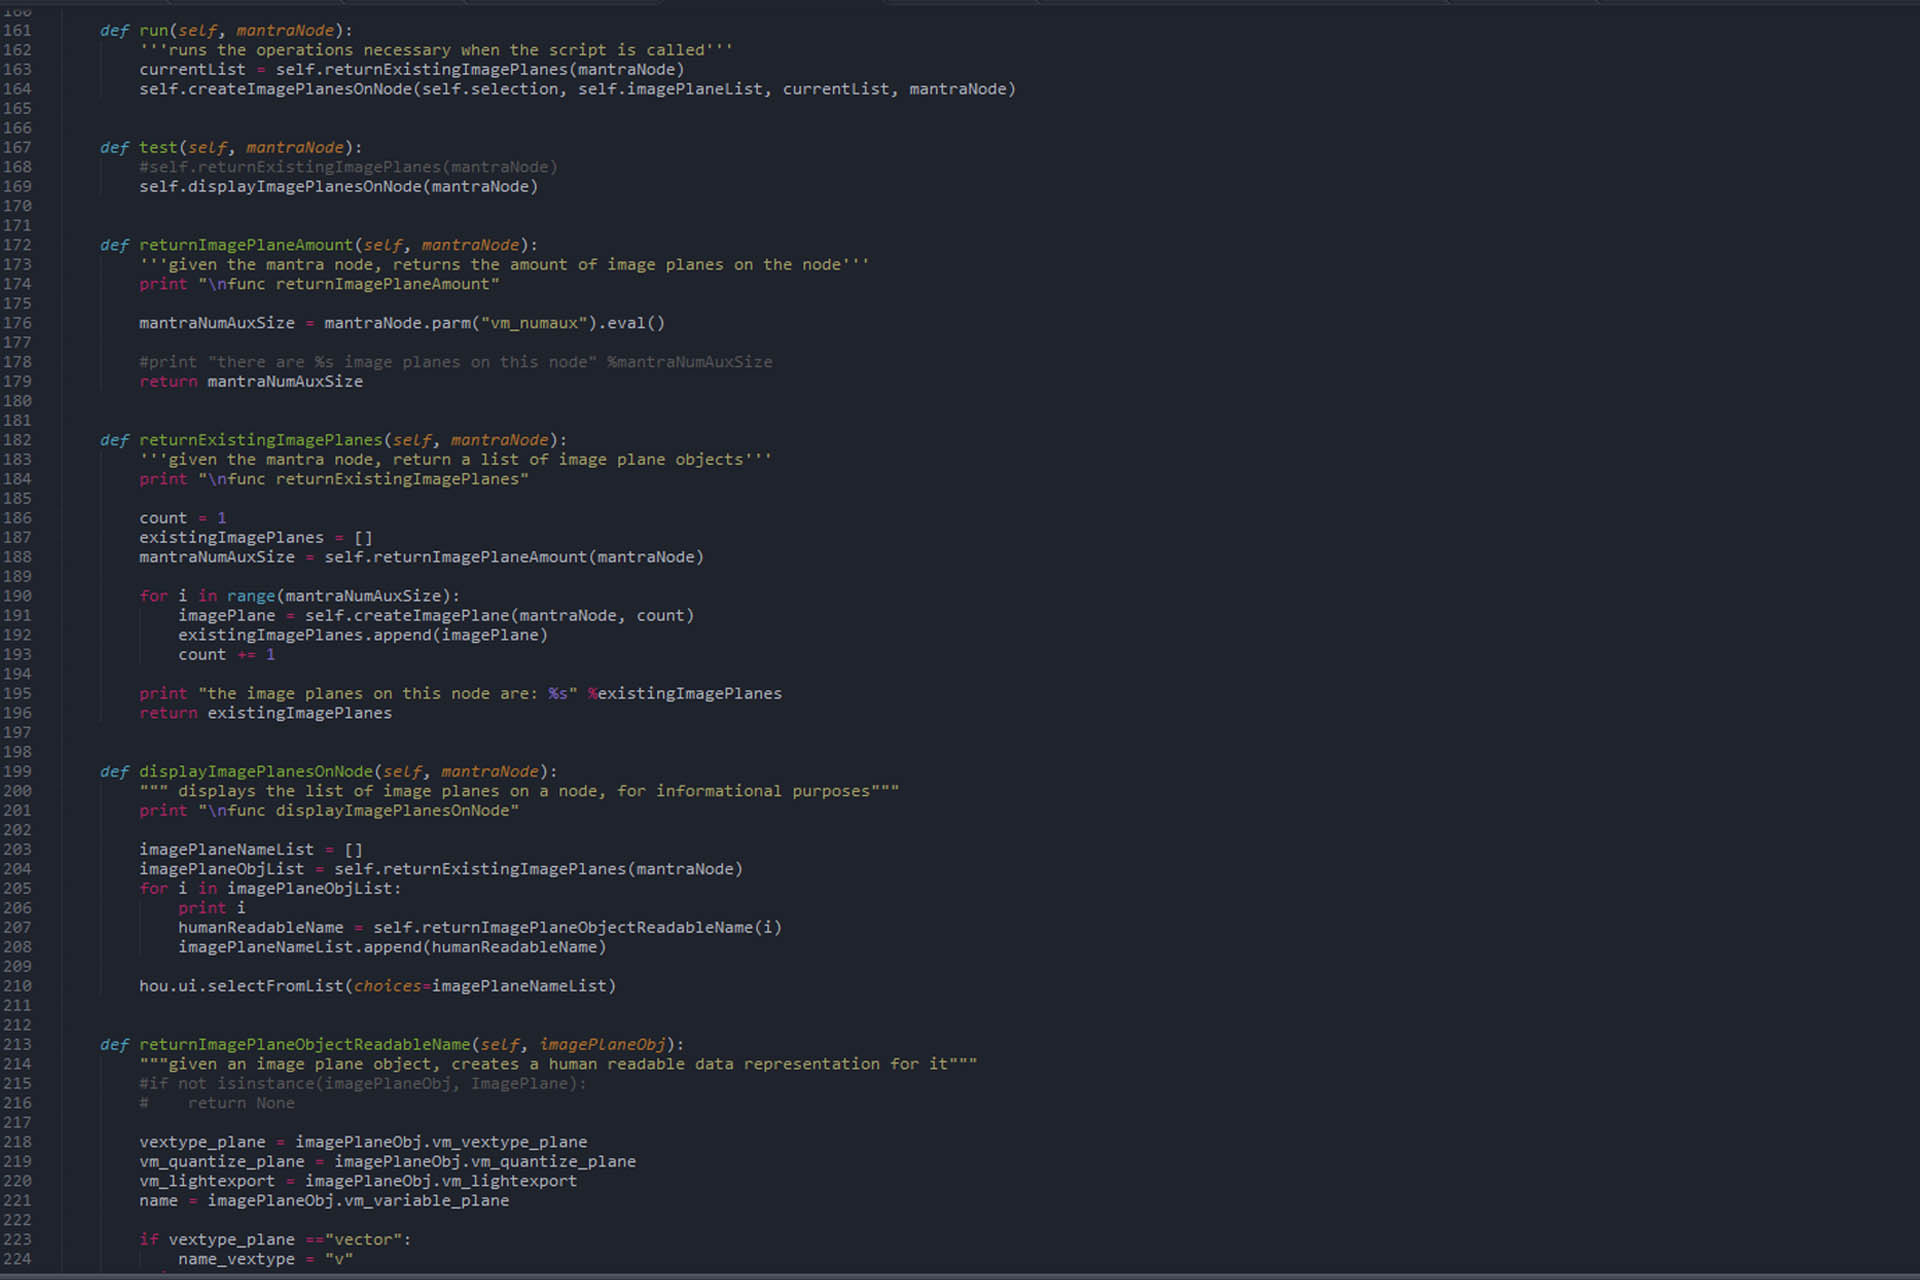 160
161 def run(self, mantraNode):
162 '''runs the operations necessary when the script is called'''
163 currentList = self.returnExistingImagePlanes(mantraNode)
164 self.createImagePlanesOnNode(self.selection, self.imagePlaneList, currentList, mantraNode)
165
166
167 def test(self, mantraNode):
168 #self.returnExistingImagePlanes(mantraNode)
169 self.displayImagePlanesOnNode(mantraNode)
170
171
172 def returnImagePlaneAmount(self, mantraNode):
173 '''given the mantra node, returns the amount of image planes on the node'''
174 print "\nfunc returnImagePlaneAmount"
175
176 mantraNumAuxSize = mantraNode.parm("vm_numaux").eval()
177
178 #print "there are %s image planes on this node" %mantraNumAuxSize
179 return mantraNumAuxSize
180
181
182 def returnExistingImagePlanes(self, mantraNode):
183 '''given the mantra node, return a list of image plane objects'''
184 print "\nfunc returnExistingImagePlanes"
185
186 count = 1
187 existingImagePlanes = []
188 mantraNumAuxSize = self.returnImagePlaneAmount(mantraNode)
189
190 for i in range(mantraNumAuxSize):
191 imagePlane = self.createImagePlane(mantraNode, count)
192 existingImagePlanes.append(imagePlane)
193 count += 1
194
195 print "the image planes on this node are: %s" %existingImagePlanes
196 return existingImagePlanes
197
198
199 def displayImagePlanesOnNode(self, mantraNode):
200 """ displays the list of image planes on a node, for informational purposes"""
201 print "\nfunc displayImagePlanesOnNode"
202
203 imagePlaneNameList = []
204 imagePlaneObjList = self.returnExistingImagePlanes(mantraNode)
205 for i in imagePlaneObjList:
206 print i
207 humanReadableName = self.returnImagePlaneObjectReadableName(i)
208 imagePlaneNameList.append(humanReadableName)
209
210 hou.ui.selectFromList(choices=imagePlaneNameList)
211
212
213 def returnImagePlaneObjectReadableName(self, imagePlaneObj):
214 """given an image plane object, creates a human readable data representation for it"""
215 #if not isinstance(imagePlaneObj, ImagePlane):
216 # return None
217
218 vextype_plane = imagePlaneObj.vm_vextype_plane
219 vm_quantize_plane = imagePlaneObj.vm_quantize_plane
220 vm_lightexport = imagePlaneObj.vm_lightexport
221 name = imagePlaneObj.vm_variable_plane
222
223 if vextype_plane =="vector":
224 name_vextype = "v"